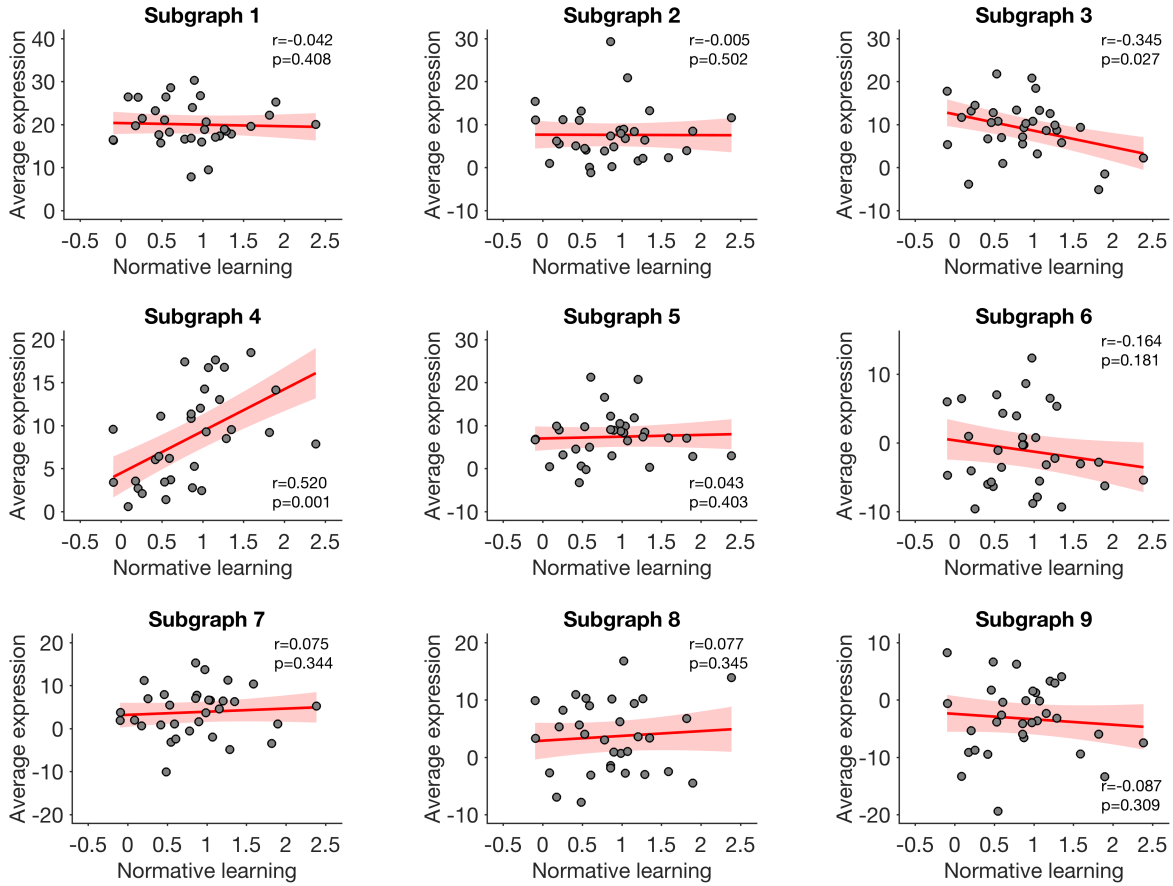 Subgraph 1
r=-0.042
p=0.408
Average expression
40
30
20
10
0
-0.5 0 0.5 1 1.5 2 2.5
Normative learning
Subgraph 2
r=-0.005
p=0.502
Average expression
30
20
10
0
-10
-0.5 0 0.5 1 1.5 2 2.5
Normative learning
Subgraph 3
r=-0.345
p=0.027
Average expression
30
20
10
0
-10
-0.5 0 0.5 1 1.5 2 2.5
Normative learning
Subgraph 4
Average expression
20
15
10
5
0
r=0.520
p=0.001
-0.5 0 0.5 1 1.5 2 2.5
Normative learning
Subgraph 5
Average expression
30
20
10
0
-10
r=0.043
p=0.403
-0.5 0 0.5 1 1.5 2 2.5
Normative learning
Subgraph 6
r=-0.164
p=0.181
Average expression
10
0
-10
-0.5 0 0.5 1 1.5 2 2.5
Normative learning
Subgraph 7
r=0.075
p=0.344
Average expression
20
10
0
-10
-20
-0.5 0 0.5 1 1.5 2 2.5
Normative learning
Subgraph 8
r=0.077
p=0.345
Average expression
20
10
0
-10
-0.5 0 0.5 1 1.5 2 2.5
Normative learning
Subgraph 9
Average expression
10
0
-10
-20
r=-0.087
p=0.309
-0.5 0 0.5 1 1.5 2 2.5
Normative learning